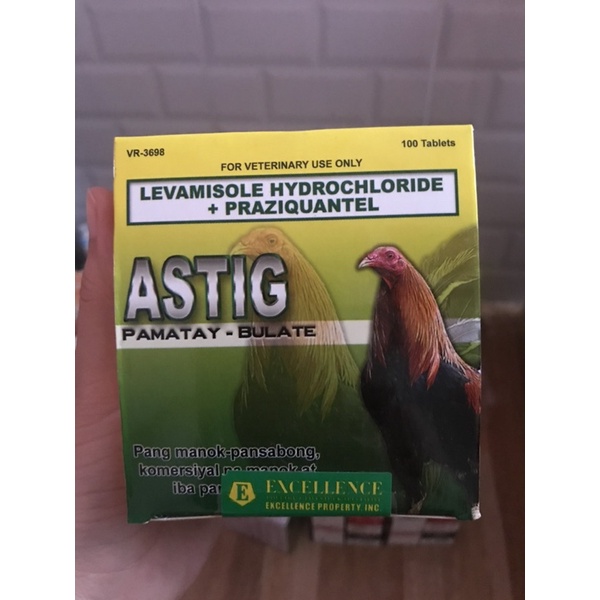 VR-3698
100 Tablets
FOR VETERINARY USE ONLY
LEVAMISOLE HYDROCHLORIDE
+ PRAZIQUANTEL
ASTIG
PAMATAY - BULATE
Pang manok-pansabong,
komersiyal na manok at
iba
E EXCELLENCE
EXCELLENCE PROPERTY INC